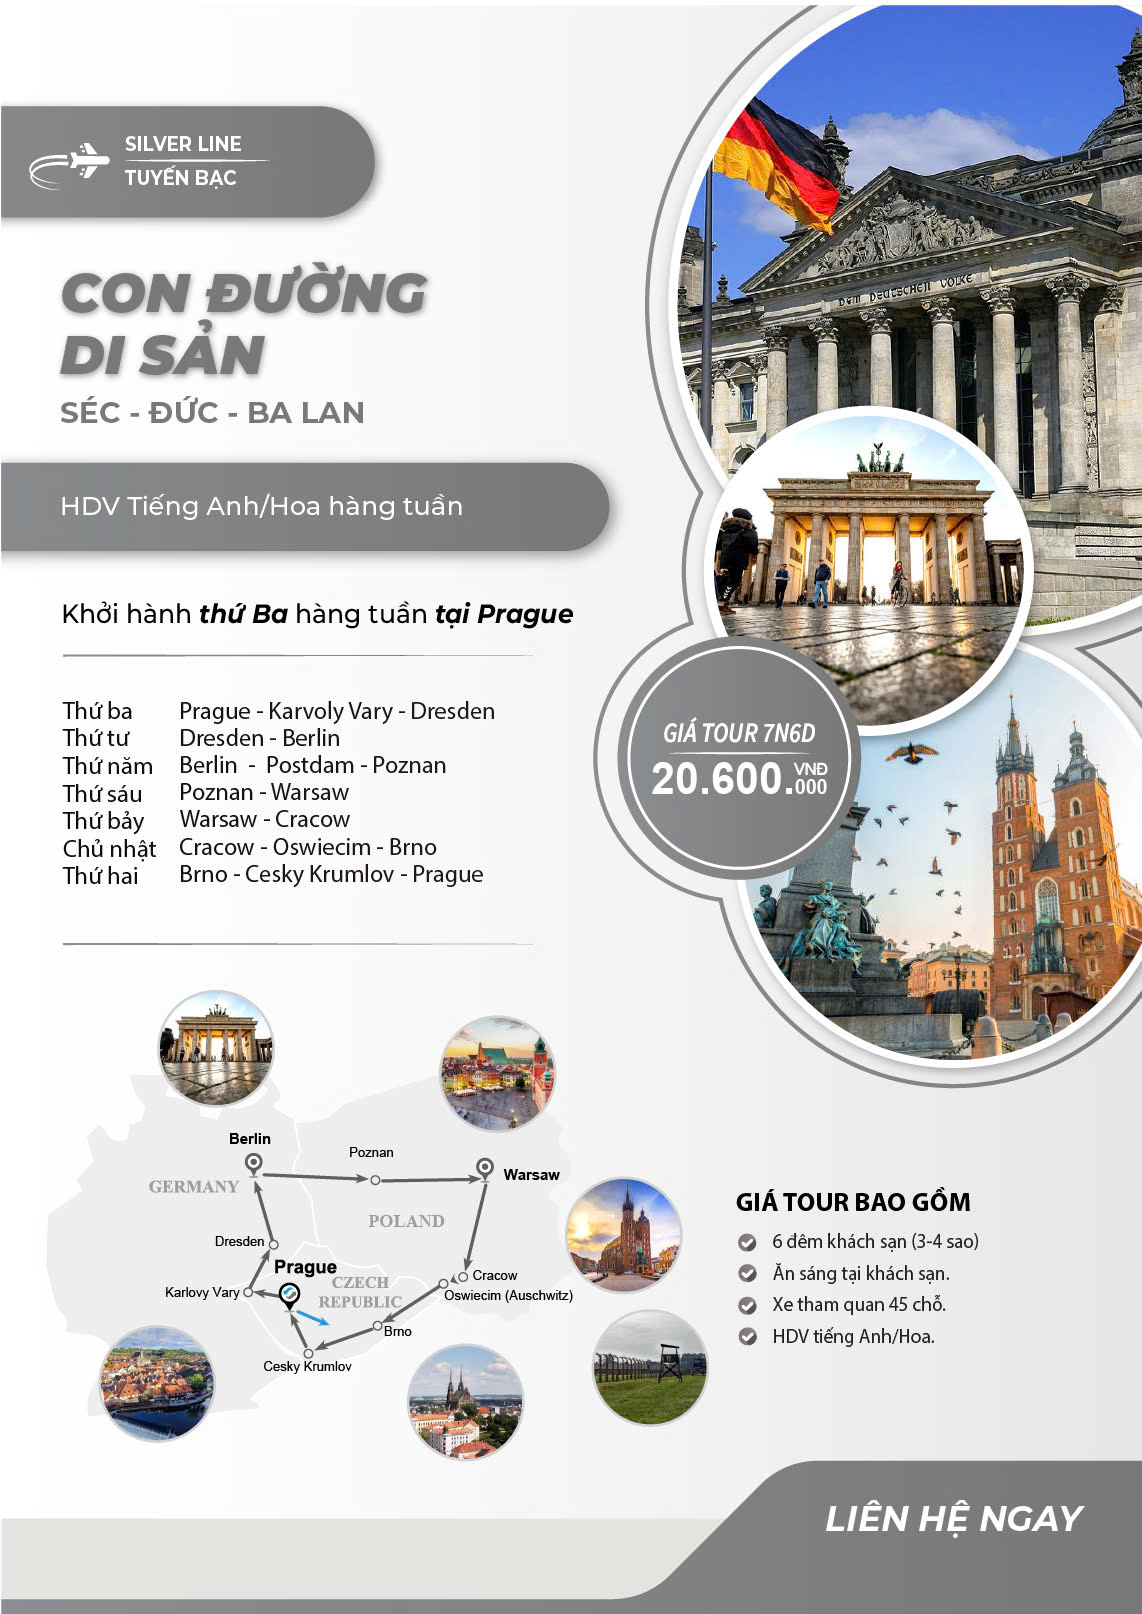 SILVER LINE
TUYẾN BẠC
CON ĐƯỜNG
DI SẢN
SÉC - ĐỨC - BA LAN
HDV Tiếng Anh/Hoa hàng tuần
Khởi hành thứ Ba hàng tuần tại Prague
Thứ ba Prague - Karvoly Vary - Dresden
Thứ tư Dresden - Berlin
Thứ năm Berlin - Postdam - Poznan
Thứ sáu Poznan - Warsaw
Thứ bảy Warsaw - Cracow
Chủ nhật Cracow - Oswiecim - Brno
Thứ hai Brno - Cesky Krumlov - Prague
DEM DEUTSCHEN VOLKE
GIÁ TOUR 7N6D
20.600.000 VNĐ
Berlin
Poznan
Warsaw
GERMANY
POLAND
Dresden
Prague
Cracow
CZECH
REPUBLIC
Karlovy Vary
Oswiecim (Auschwitz)
Brno
Cesky Krumlov
GIÁ TOUR BAO GỒM
6 đêm khách sạn (3-4 sao)
Ăn sáng tại khách sạn.
Xe tham quan 45 chỗ.
HDV tiếng Anh/Hoa.
LIÊN HỆ NGAY